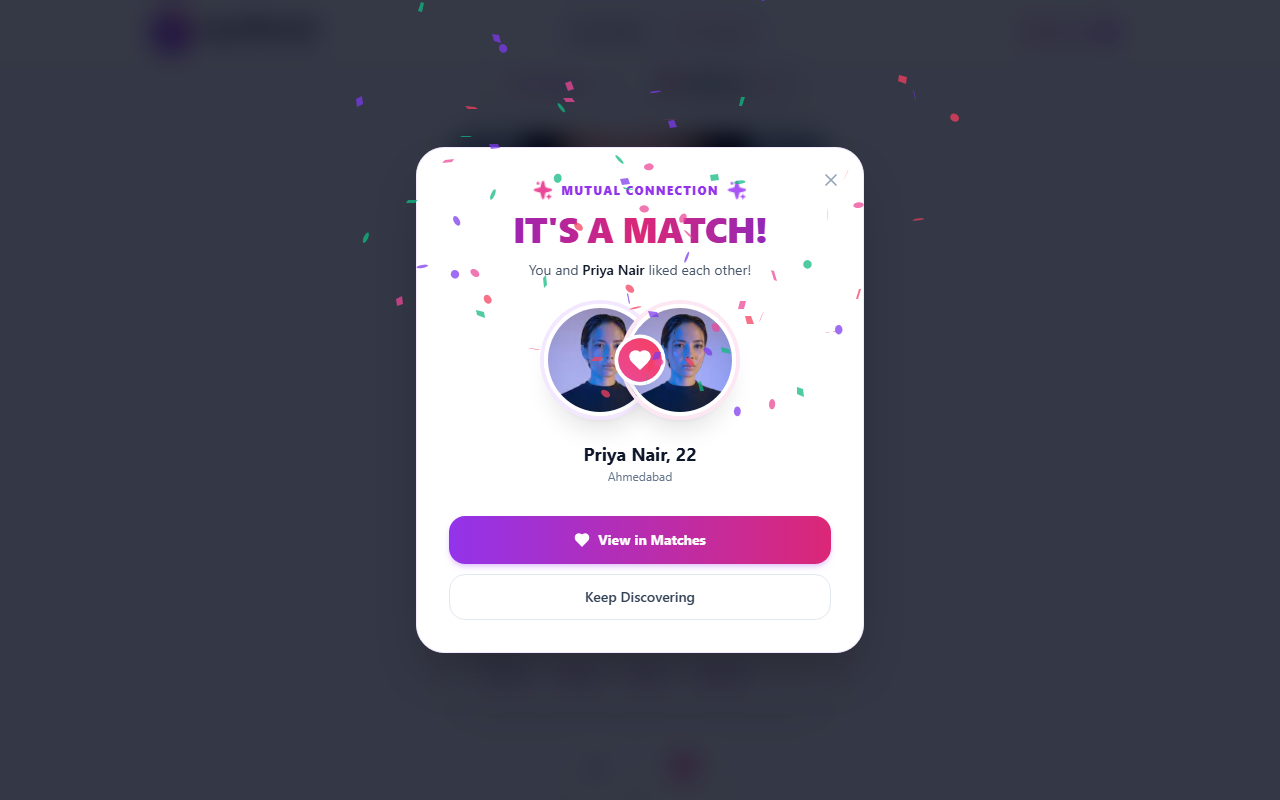 MUTUAL CONNECTION
IT'S A MATCH!
You and Priya Nair liked each other!
Priya Nair, 22
Ahmedabad
View in Matches
Keep Discovering